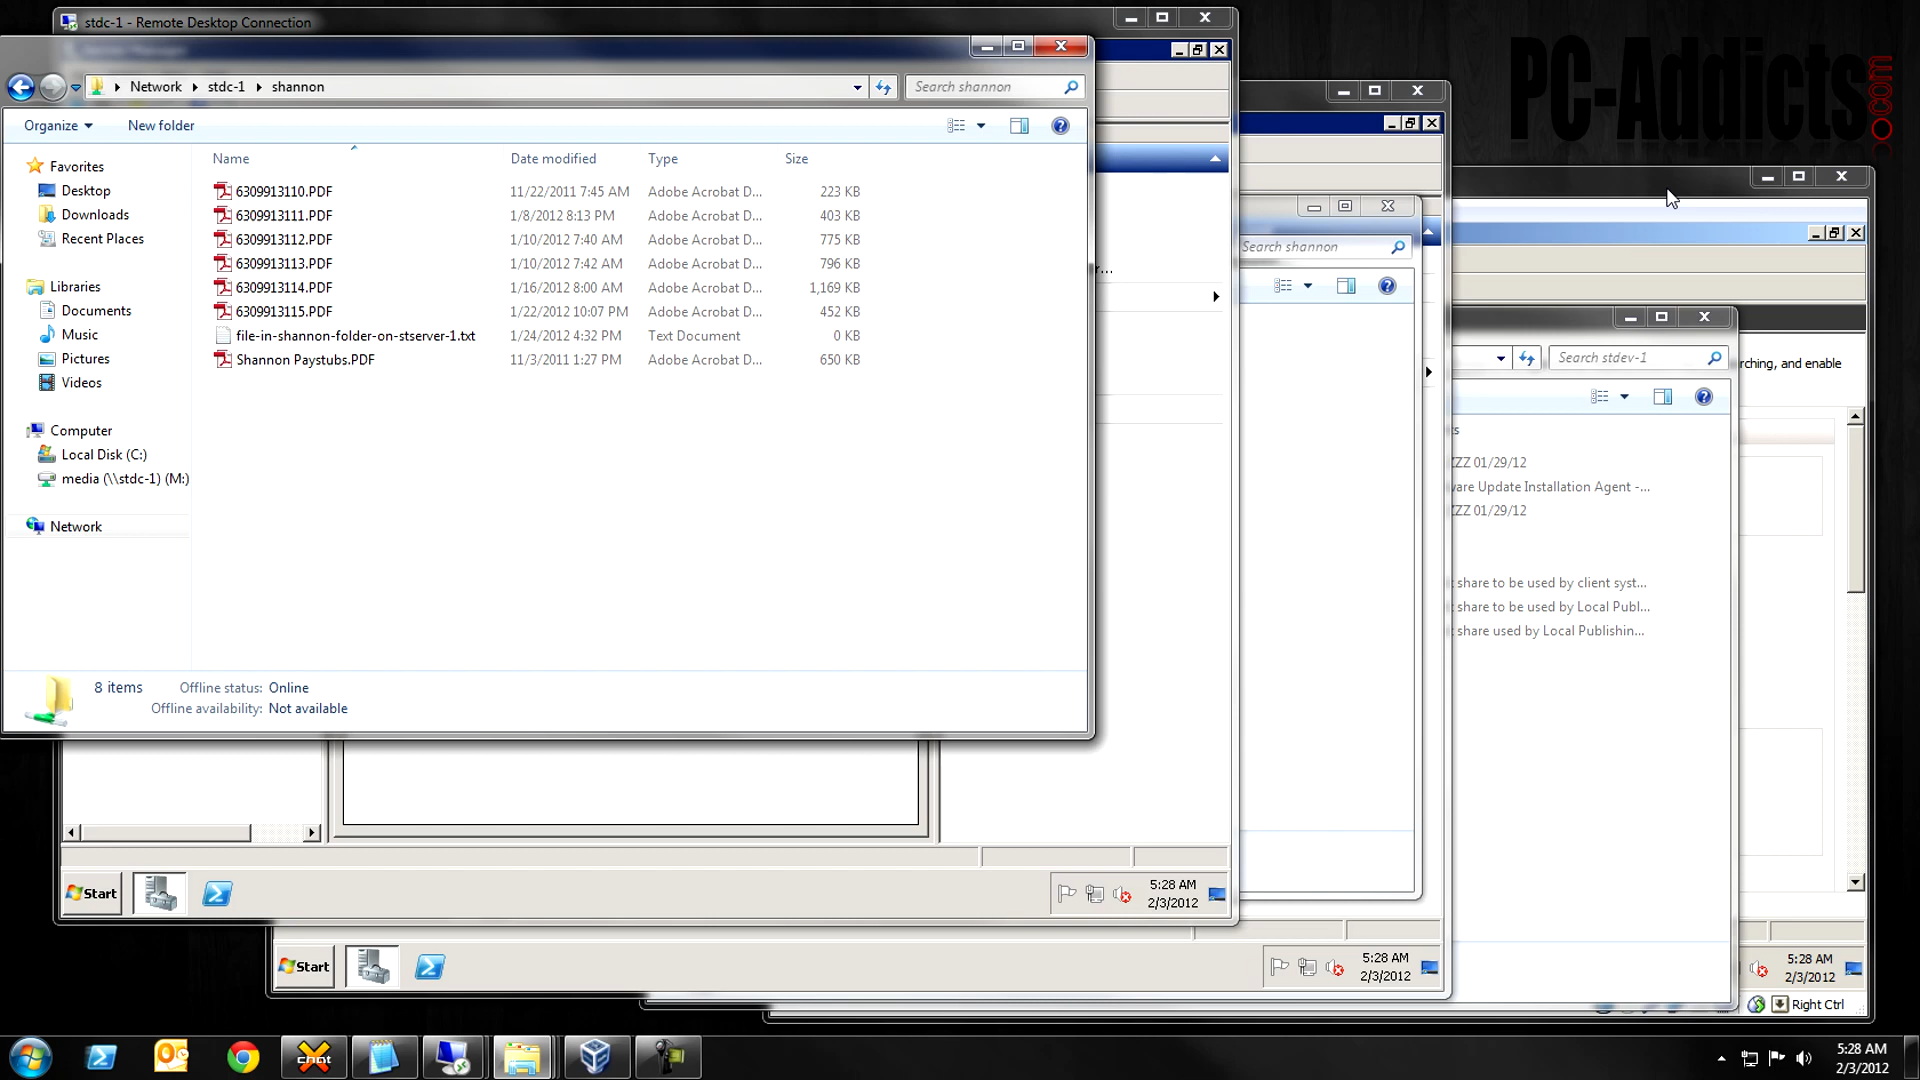 stdc-1 - Remote Desktop Connection
PC-Addicts
.com
Network stdc-1 shannon
Search shannon
Organize New folder
Name Date modified Type Size
Favorites
Desktop
Downloads
Recent Places
Libraries
Documents
Music
Pictures
Videos
Computer
Local Disk (C:)
media (\\stdc-1) (M:)
Network
6309913110.PDF 11/22/2011 7:45 AM Adobe Acrobat D... 223 KB
6309913111.PDF 1/8/2012 8:13 PM Adobe Acrobat D... 403 KB
6309913112.PDF 1/10/2012 7:40 AM Adobe Acrobat D... 775 KB
6309913113.PDF 1/10/2012 7:42 AM Adobe Acrobat D... 796 KB
6309913114.PDF 1/16/2012 8:00 AM Adobe Acrobat D... 1,169 KB
6309913115.PDF 1/22/2012 10:07 PM Adobe Acrobat D... 452 KB
file-in-shannon-folder-on-stserver-1.txt 1/24/2012 4:32 PM Text Document 0 KB
Shannon Paystubs.PDF 11/3/2011 1:27 PM Adobe Acrobat D... 650 KB
8 items Offline status: Online
Offline availability: Not available
r...
Search shannon
Search stdev-1
rching, and enable
ts
ZZ 01/29/12
ware Update Installation Agent -...
ZZ 01/29/12
t share to be used by client syst...
t share to be used by Local Publ...
share used by Local Publishin...
Start
5:28 AM
2/3/2012
Start
5:28 AM
2/3/2012
5:28 AM
2/3/2012
Right Ctrl
chat
5:28 AM
2/3/2012